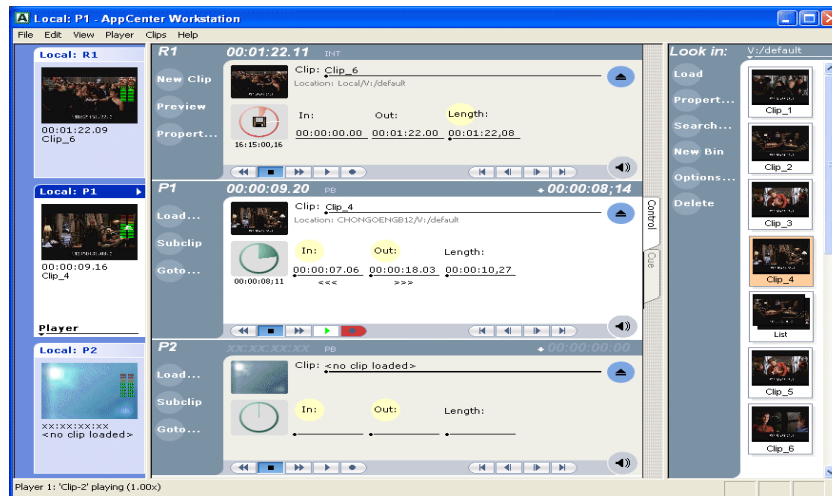 Local: P1 - AppCenter Workstation
File Edit View Player Clips Help
Local: R1
00:01:22.09
Clip_6
Local: P1
00:00:09.16
Clip_4
Player
Local: P2
xx:xx:xx:xx
<no clip loaded>
R1 00:01:22.11 INT
New Clip
Preview
Propert...
Clip: Clip_6
Location: Local/V:/default
In: Out: Length:
00:00:00.00 00:01:22.00 00:01:22,08
16:15:00,16
P1 00:00:09.20 PB 00:00:08;14
Load...
Subclip
Goto...
Clip: Clip_4
Location: CHONGOENGB12/V:/default
In: Out: Length:
00:00:07.06 00:00:18.03 00:00:10,27
<<< >>>
00:00:08;11
P2 XX:XX:XX:XX PB 00:00:00:00
Load...
Subclip
Goto...
Clip: <no clip loaded>
In: Out: Length:
Control
Cue
Look in: V:/default
Load
Propert...
Search...
New Bin
Options...
Delete
Clip_1
Clip_2
Clip_3
Clip_4
List
Clip_5
Clip_6
Player 1: 'Clip-2' playing (1.00x)